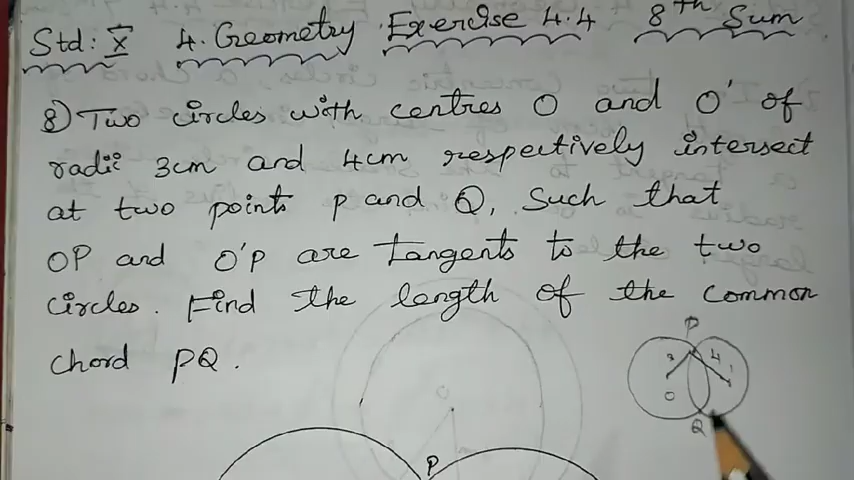 Std: X 4. Geometry Exercise 4.4 8th Sum
8) Two circles with centres O and O' of
radii 3cm and 4cm respectively intersect
at two points P and Q, Such that
OP and O'P are tangents to the two
circles. Find the length of the common
chord PQ.
P
3 4
O
Q
P